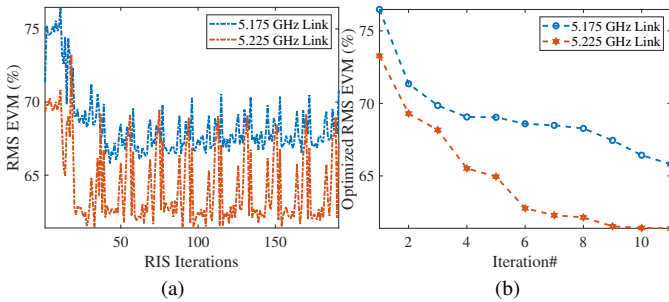 5.175 GHz Link
5.225 GHz Link
75
70
65
RMS EVM (%)
50
100
150
RIS Iterations
(a)
5.175 GHz Link
5.225 GHz Link
75
70
65
Optimized RMS EVM (%)
2
4
6
8
10
Iteration#
(b)